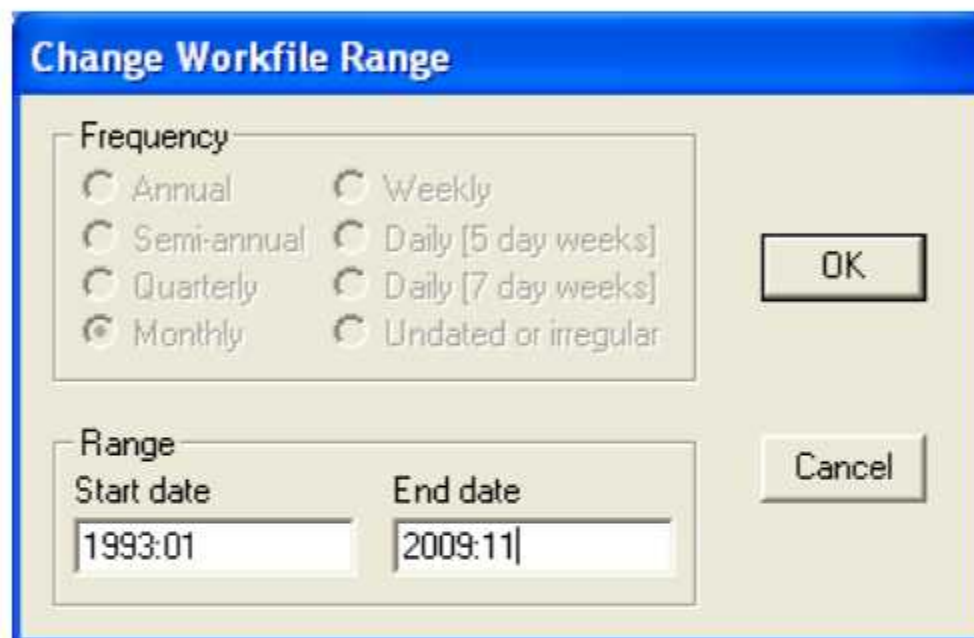 Change Workfile Range
Frequency
Annual
Weekly
Semi-annual
Daily [5 day weeks]
Quarterly
Daily [7 day weeks]
Monthly
Undated or irregular
OK
Range
Start date
End date
1993:01
2009:11
Cancel